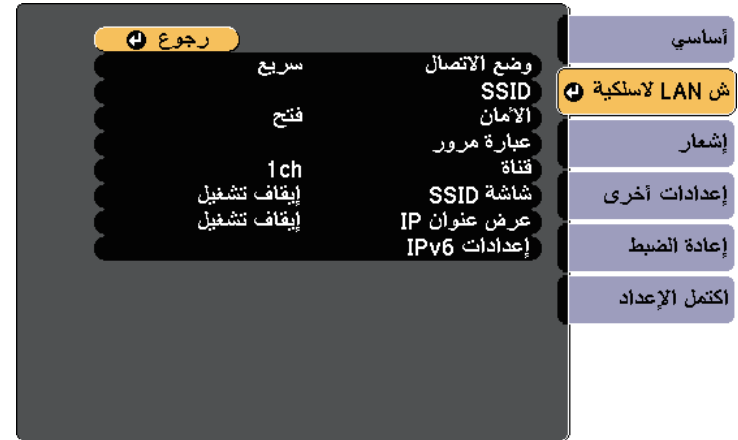 أساسي
ش LAN لاسلكية
إشعار
إعدادات أخرى
إعادة الضبط
اكتمل الإعداد
رجوع
وضع الاتصال سريع
SSID
الأمان فتح
عبارة مرور
قناة 1ch
شاشة SSID إيقاف تشغيل
عرض عنوان IP إيقاف تشغيل
إعدادات IPv6